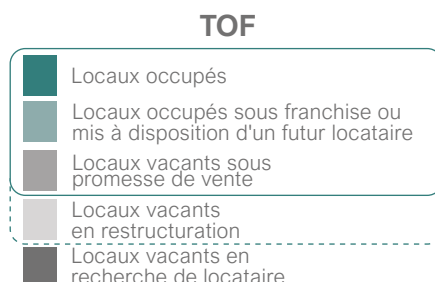 TOF
Locaux occupés
Locaux occupés sous franchise ou
mis à disposition d'un futur locataire
Locaux vacants sous
promesse de vente
Locaux vacants
en restructuration
Locaux vacants en
recherche de locataire